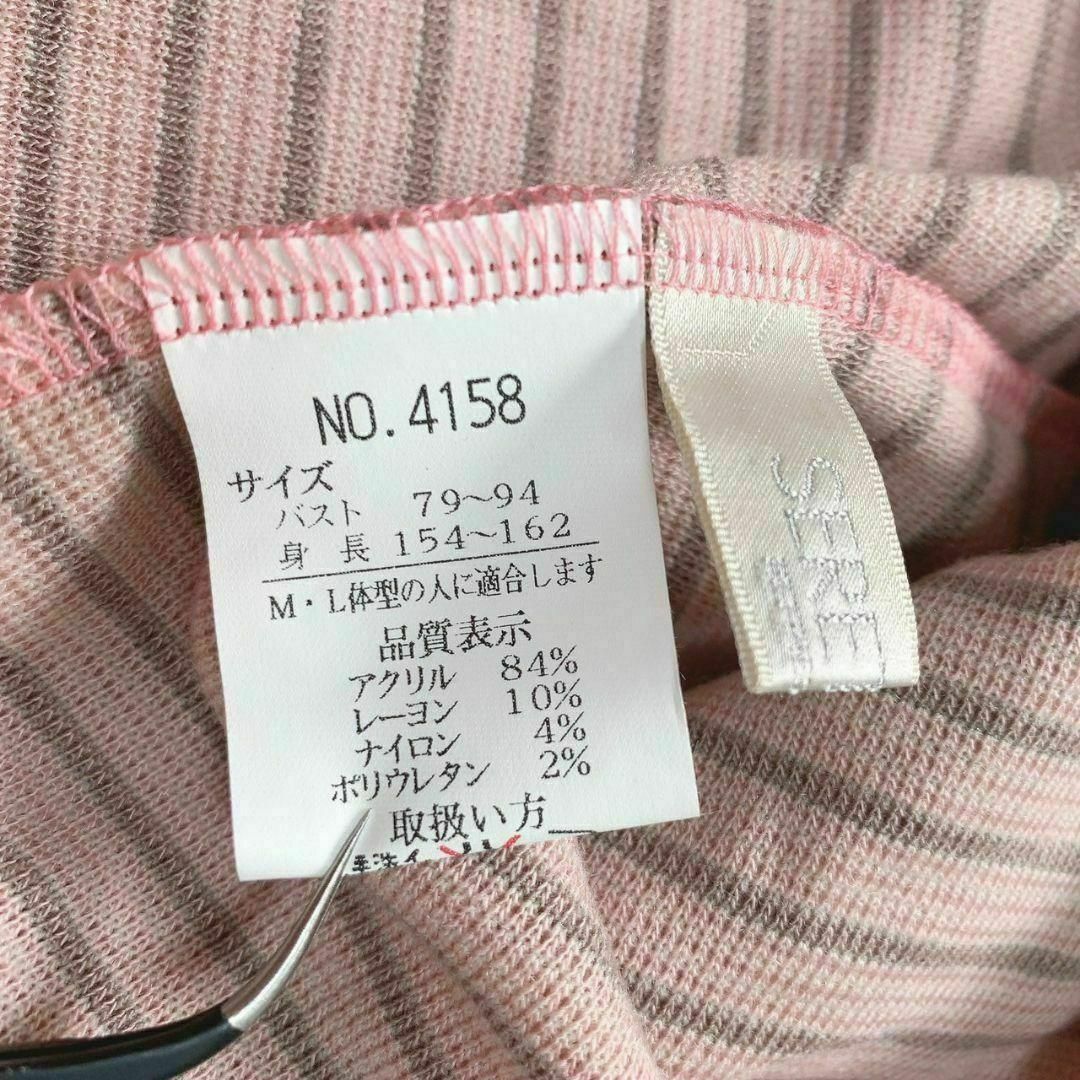 NO.4158
サイズ
バスト 79～94
身長 154～162
M・L体型の人に適合します
品質表示
アクリル 84%
レーヨン 10%
ナイロン 4%
ポリウレタン 2%
取扱い方